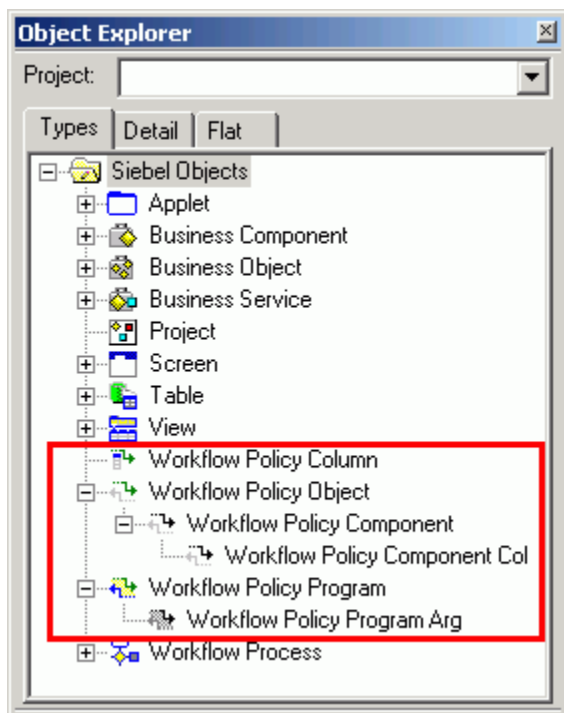 Object Explorer
Project:
Types Detail Flat
Siebel Objects
Applet
Business Component
Business Object
Business Service
Project
Screen
Table
View
Workflow Policy Column
Workflow Policy Object
Workflow Policy Component
Workflow Policy Component Col
Workflow Policy Program
Workflow Policy Program Arg
Workflow Process